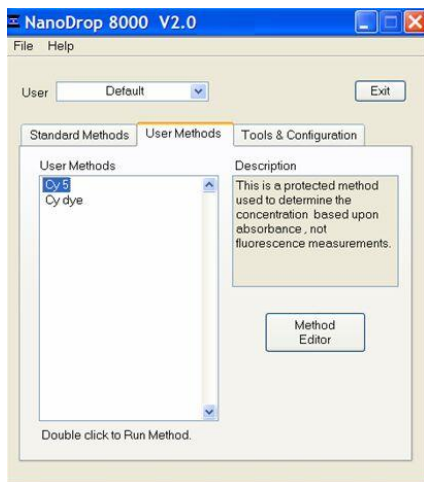 NanoDrop 8000 V2.0
File Help
User Default Exit
Standard Methods User Methods Tools & Configuration
User Methods
Cy 5
Cy dye
Double click to Run Method.
Description
This is a protected method
used to determine the
concentration based upon
absorbance , not
fluorescence measurements.
Method
Editor